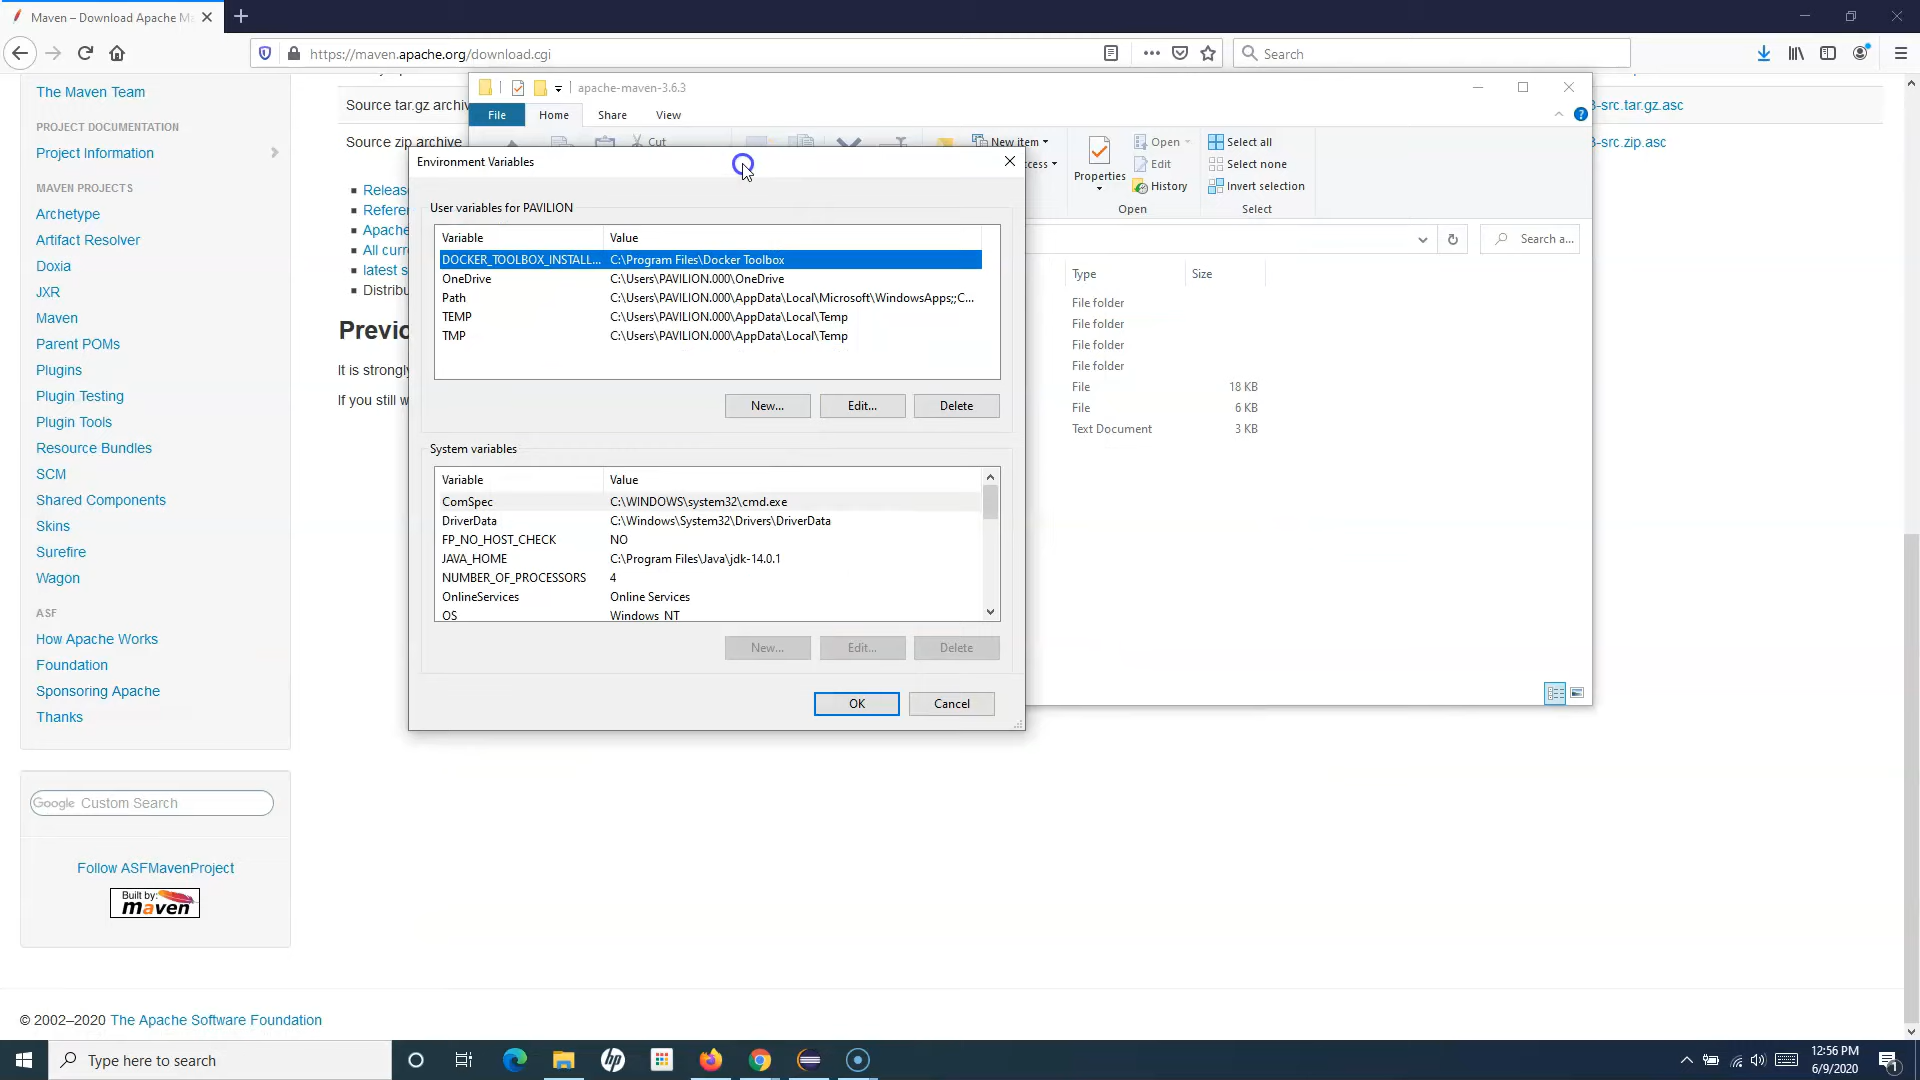 Maven – Download Apache Ma
https://maven.apache.org/download.cgi
Search
The Maven Team
PROJECT DOCUMENTATION
Project Information
MAVEN PROJECTS
Archetype
Artifact Resolver
Doxia
JXR
Maven
Parent POMs
Plugins
Plugin Testing
Plugin Tools
Resource Bundles
SCM
Shared Components
Skins
Surefire
Wagon
ASF
How Apache Works
Foundation
Sponsoring Apache
Thanks
Google Custom Search
Follow ASFMavenProject
Built by:
maven
Source tar.gz archiv
Source zip archive
Releas
Referen
Apache
All curr
latest s
Distribu
Previo
It is strongly
If you still w
3-src.tar.gz.asc
3-src.zip.asc
apache-maven-3.6.3
File Home Share View
Cut
New item
ccess
Properties
Open
Edit
History
Open
Select all
Select none
Invert selection
Select
Search a...
Type Size
File folder
File folder
File folder
File folder
File 18 KB
File 6 KB
Text Document 3 KB
Environment Variables
User variables for PAVILION
Variable Value
DOCKER_TOOLBOX_INSTALL... C:\Program Files\Docker Toolbox
OneDrive C:\Users\PAVILION.000\OneDrive
Path C:\Users\PAVILION.000\AppData\Local\Microsoft\WindowsApps;;C...
TEMP C:\Users\PAVILION.000\AppData\Local\Temp
TMP C:\Users\PAVILION.000\AppData\Local\Temp
New... Edit... Delete
System variables
Variable Value
ComSpec C:\WINDOWS\system32\cmd.exe
DriverData C:\Windows\System32\Drivers\DriverData
FP_NO_HOST_CHECK NO
JAVA_HOME C:\Program Files\Java\jdk-14.0.1
NUMBER_OF_PROCESSORS 4
OnlineServices Online Services
OS Windows_NT
New... Edit... Delete
OK Cancel
© 2002–2020 The Apache Software Foundation
Type here to search
hp
12:56 PM
6/9/2020
1